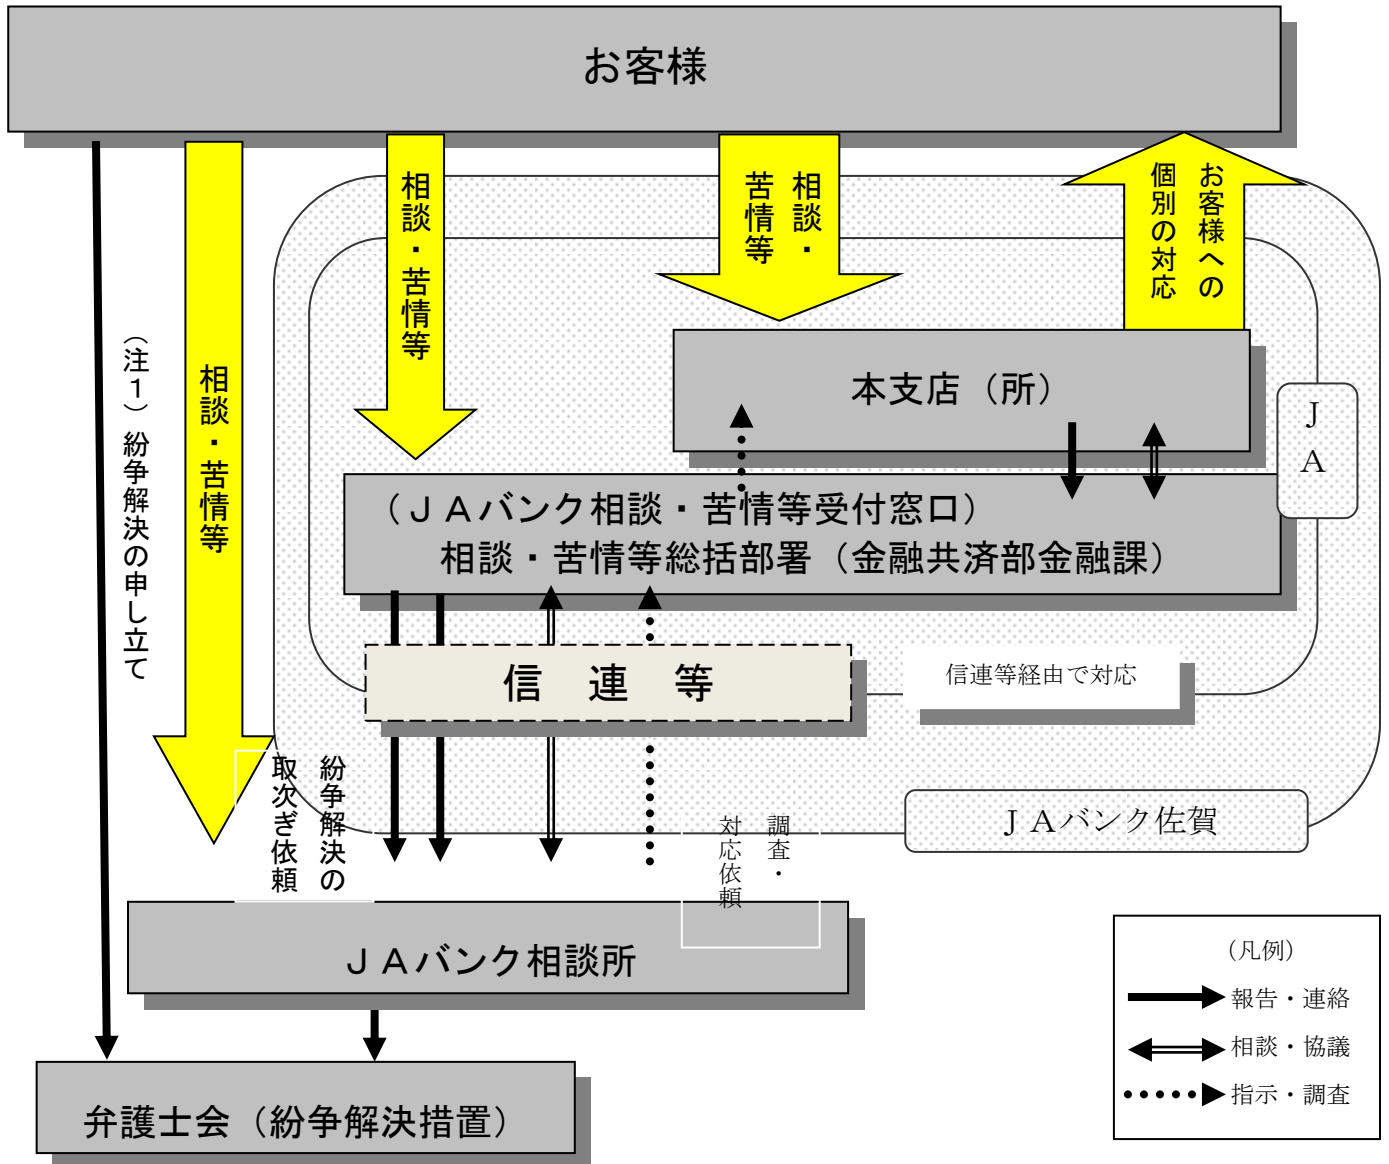 お客様
相談・苦情等
相談・
苦情等
お客様への
個別の対応
相談・苦情等
（注１）紛争解決の申し立て
本支店（所）
ＪＡ
（ＪＡバンク相談・苦情等受付窓口）
相談・苦情等総括部署（金融共済部金融課）
信　連　等
信連等経由で対応
ＪＡバンク佐賀
紛争解決の
取次ぎ依頼
調査・
対応依頼
ＪＡバンク相談所
弁護士会（紛争解決措置）
（凡例）
報告・連絡
相談・協議
指示・調査